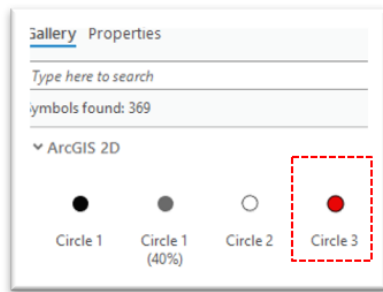 Gallery Properties
Type here to search
Symbols found: 369
ArcGIS 2D
Circle 1 Circle 1 Circle 2 Circle 3
(40%)